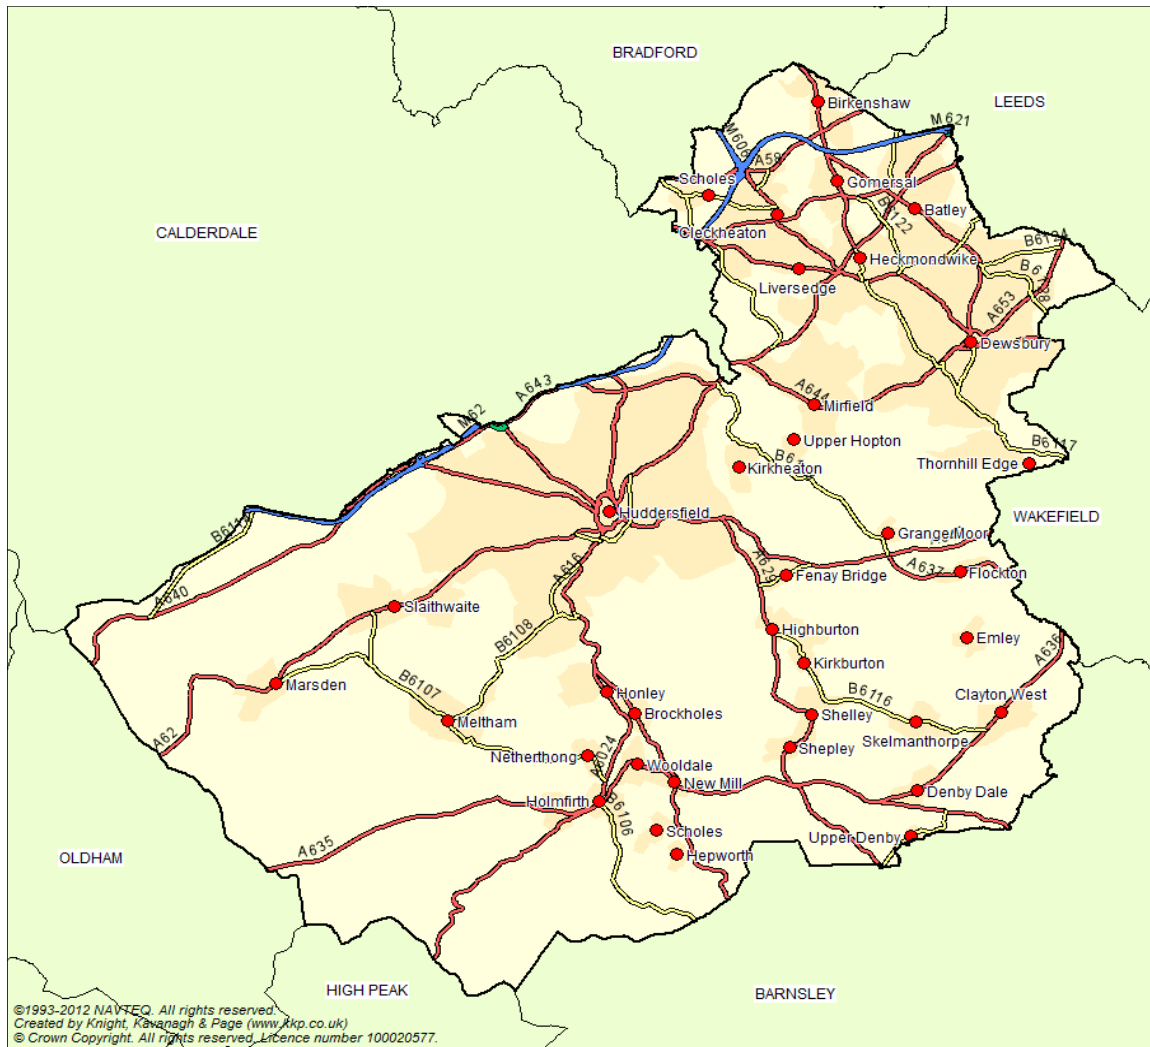 BRADFORD
LEEDS
Birkenshaw
M 621
M606
A58
Scholes
Gomersal
Batley
B6122
CALDERDALE
Cleckheaton
B6124
Heckmondwike
Liversedge
A653
Dewsbury
A643
A644
Mirfield
M62
Upper Hopton
B6117
Kirkheaton
Thornhill Edge
Huddersfield
WAKEFIELD
Grange Moor
A616
A629
Fenay Bridge
A637
Flockton
A640
Slaithwaite
Highburton
Emley
B6108
A636
Kirkburton
Marsden
B6107
Honley
B6116
Clayton West
Meltham
Brockholes
Shelley
Skelmanthorpe
A62
Netherthong
A6024
Shepley
Wooldale
New Mill
Holmfirth
B6106
Denby Dale
Scholes
Upper Denby
A635
Hepworth
OLDHAM
HIGH PEAK
BARNSLEY
©1993-2012 NAVTEQ. All rights reserved.
Created by Knight, Kavanagh & Page (www.kkp.co.uk)
© Crown Copyright. All rights reserved. Licence number 100020577.